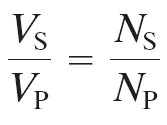 V_S / V_P = N_S / N_P